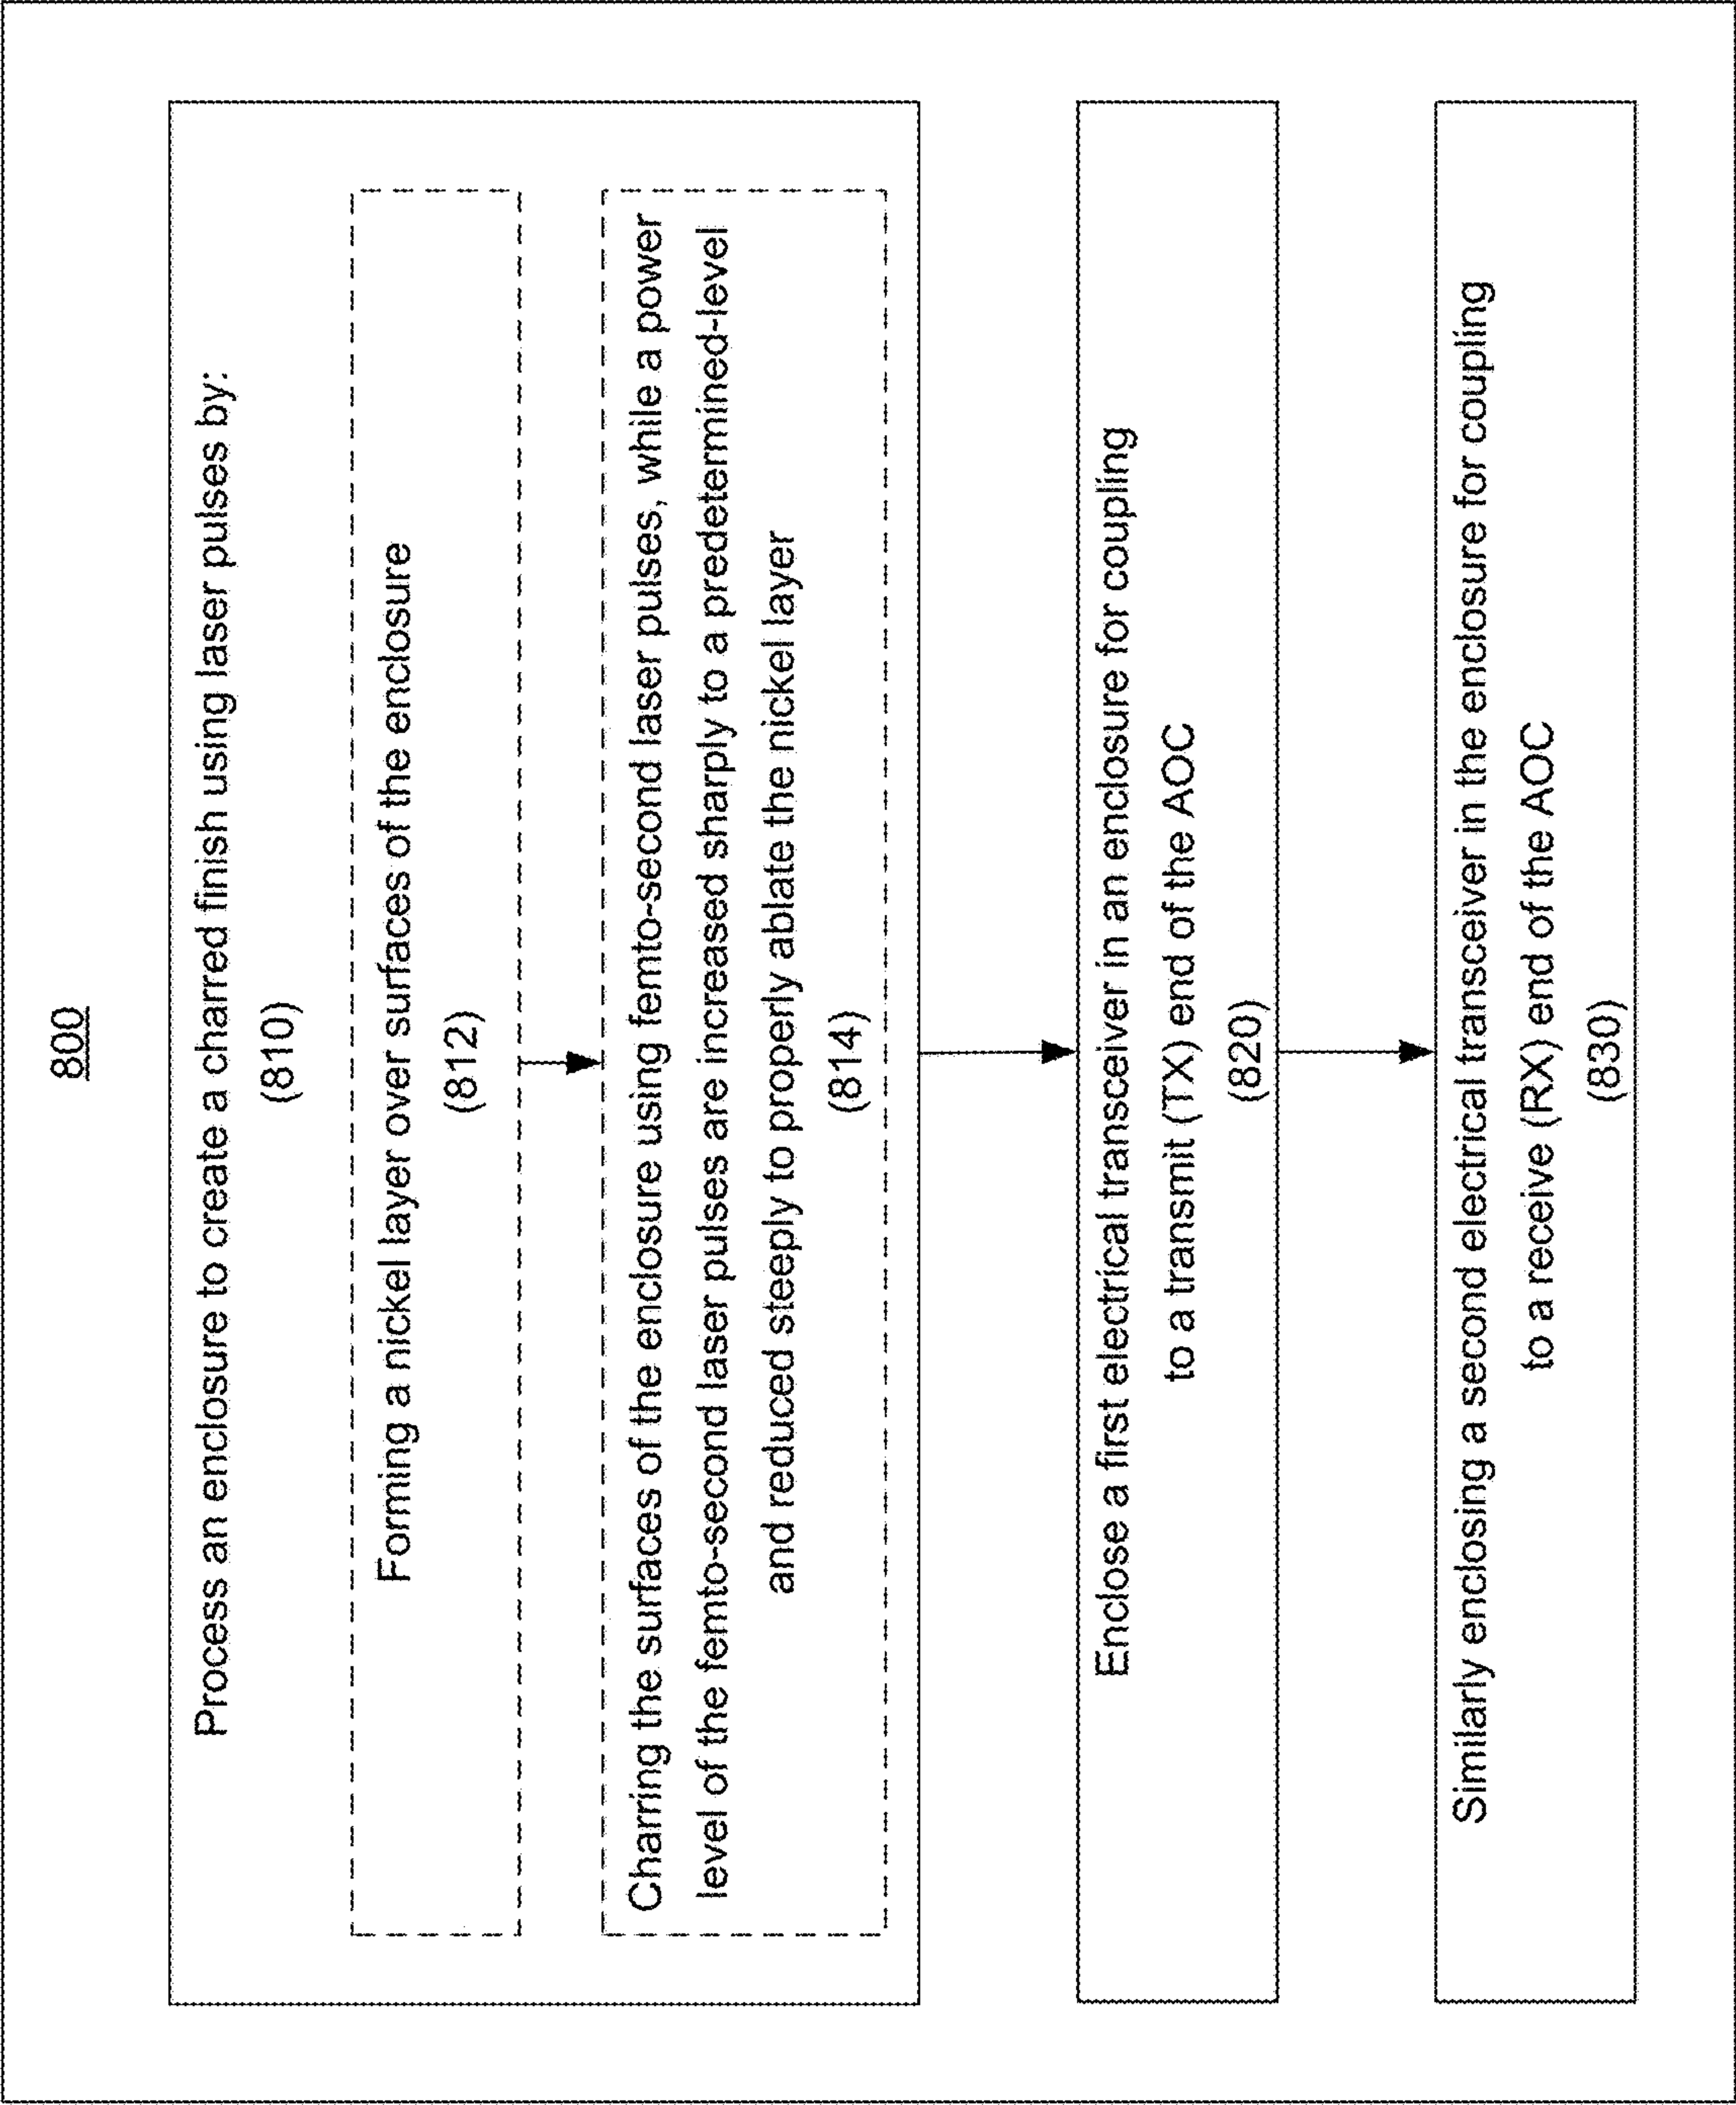 800
Process an enclosure to create a charred finish using laser pulses by:
(810)
Forming a nickel layer over surfaces of the enclosure
(812)
Charring the surfaces of the enclosure using femto-second laser pulses, while a power
level of the femto-second laser pulses are increased sharply to a predetermined-level
and reduced steeply to properly ablate the nickel layer
(814)
Enclose a first electrical transceiver in an enclosure for coupling
to a transmit (TX) end of the AOC
(820)
Similarly enclosing a second electrical transceiver in the enclosure for coupling
to a receive (RX) end of the AOC
(830)